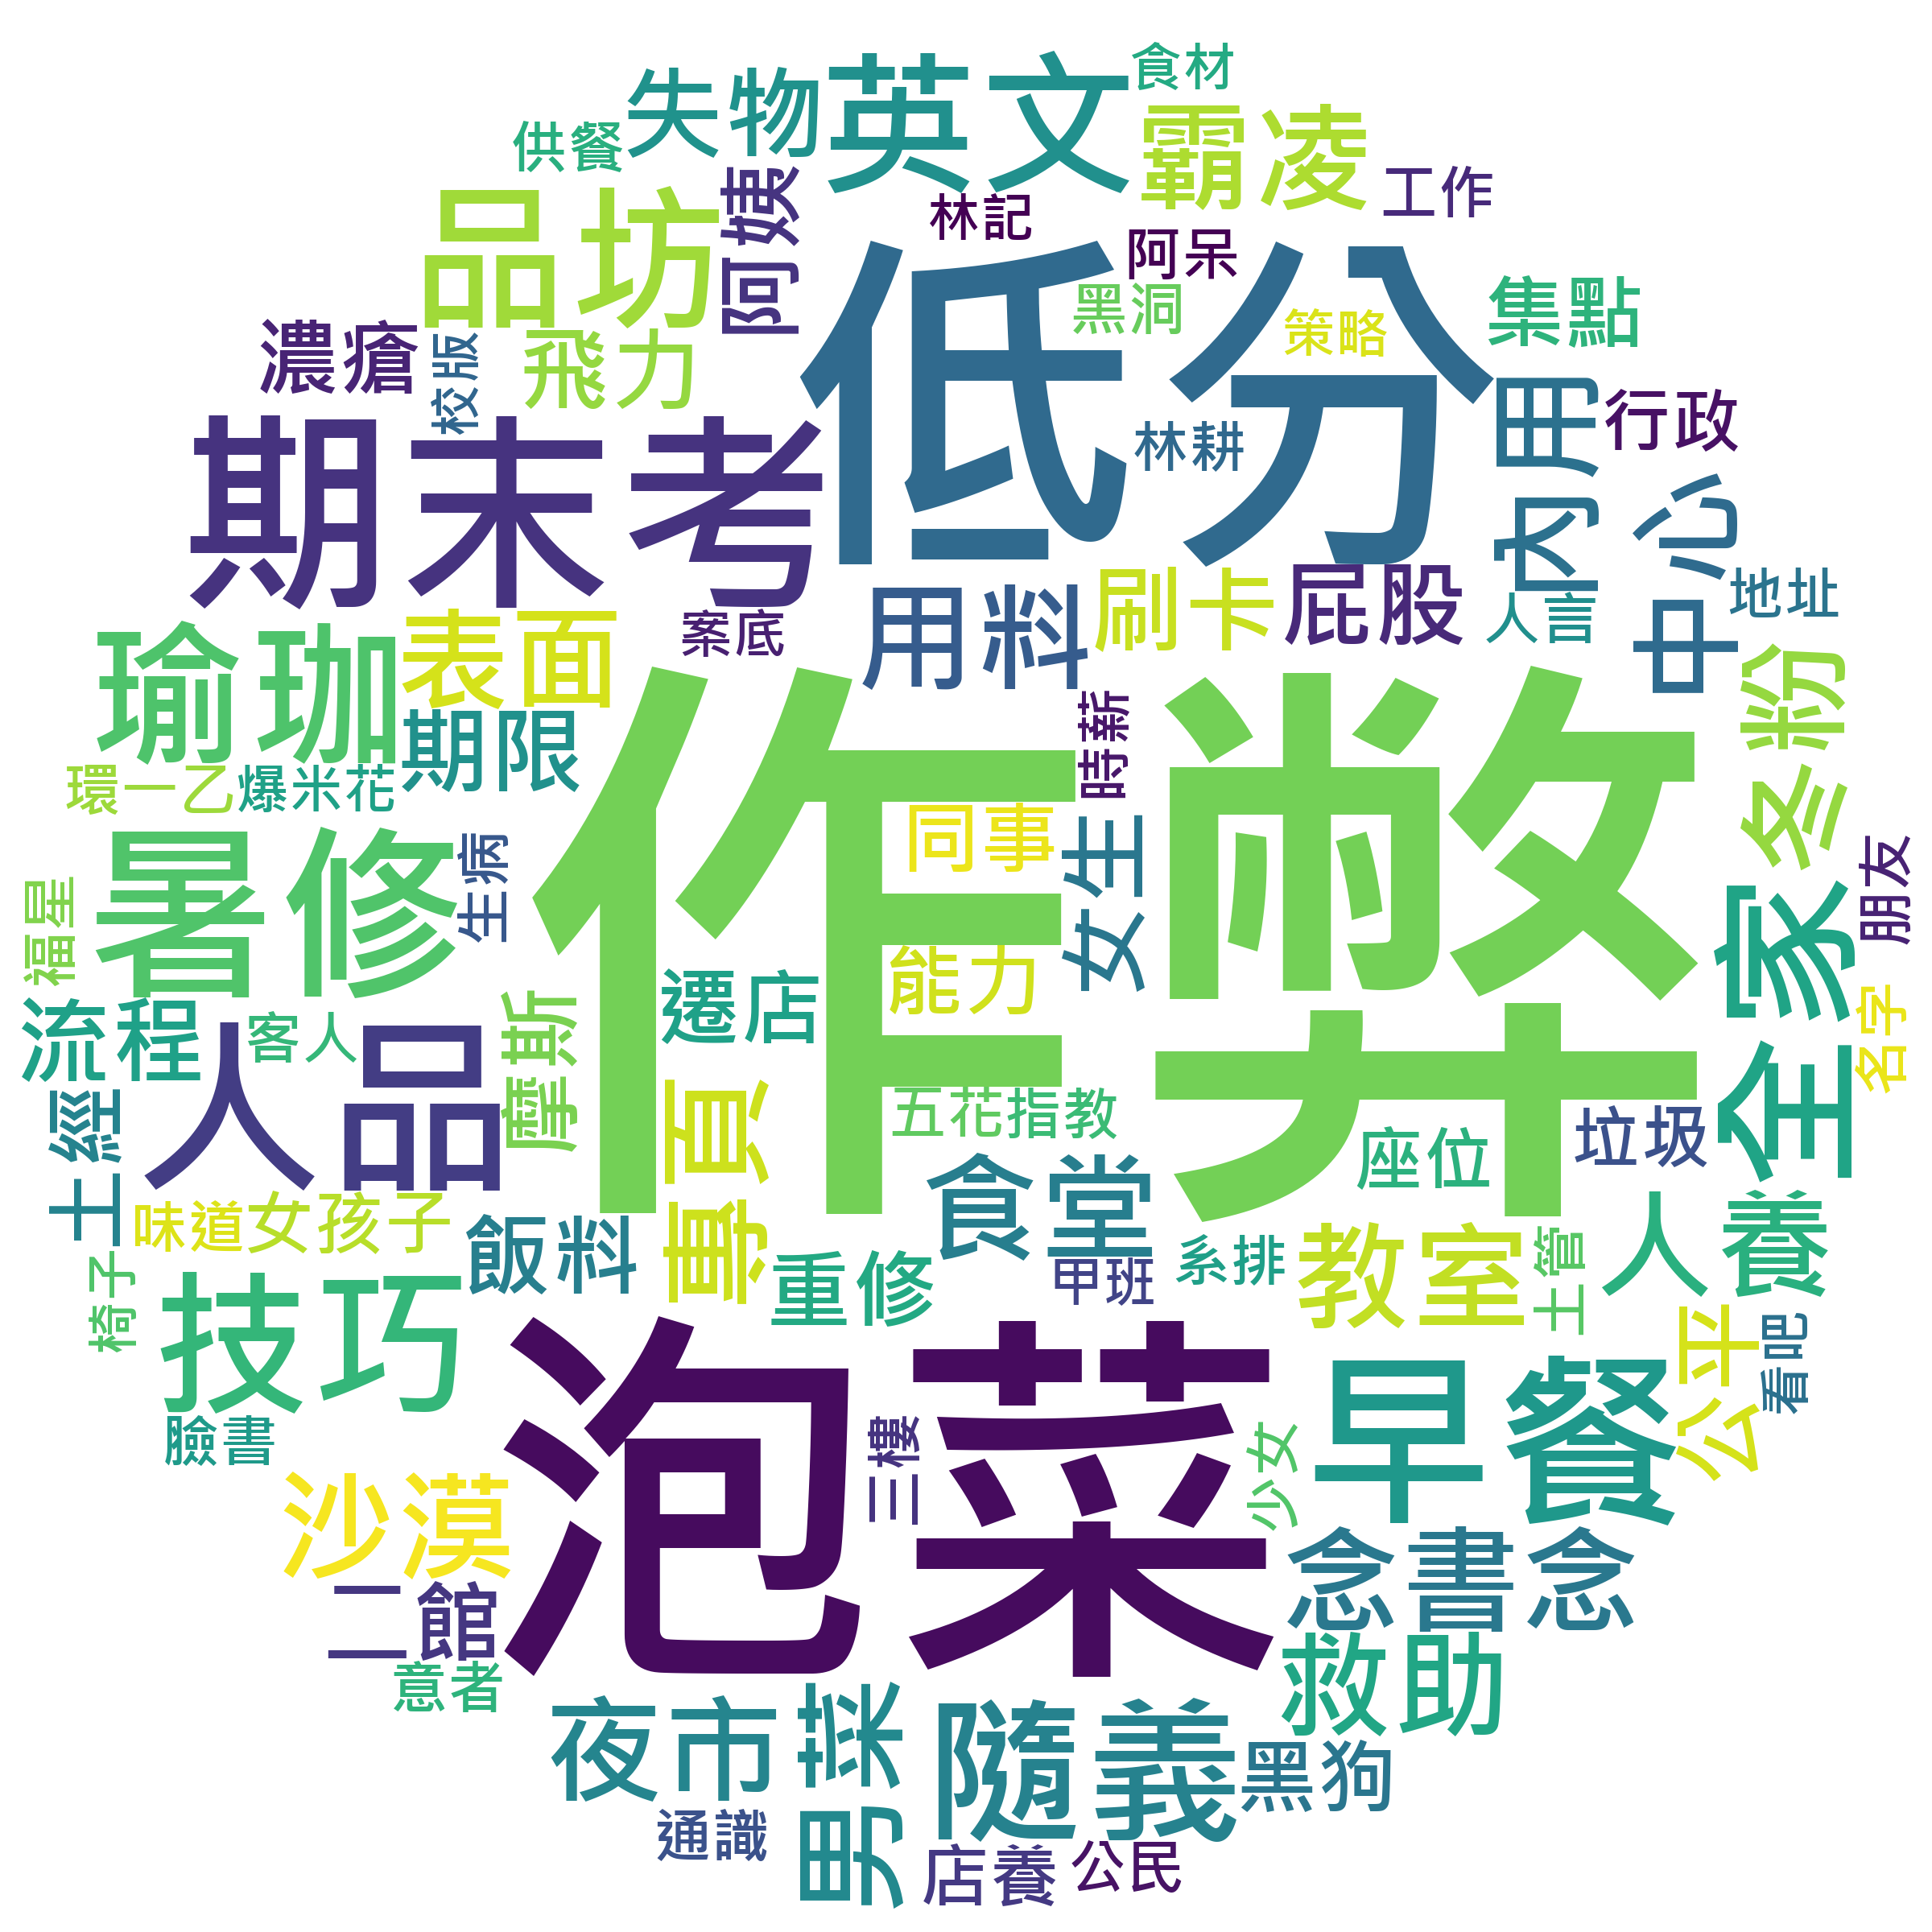 食材
英文
失物
霸凌
供餐
工作
阿婕
品坊
林記
阿呆
低分
黑洞
集點
策略
濃瘡
飛力
校版
內用
行政
期末考
林耕
中心
屁股
刷卡
地址
用料
人言
表面
案底
瑜珈
冬粉
作弊
時薪
期限
環一乙
爆米花
同事
女生
暑修
生病
朋友
全家
福星
能力
遷店
名字
流程
客人
摩斯
人品
事頁
五花指教
土經
座位
垃圾
食堂
味道
女孩子
飯料
重修
系排
甲班
教室
土管
人養
椅子
技巧
公平
看吧
泡菜
早餐
臉書
三樓
少女
沙漠
念書念
二館
救助
意者
夜市
男孩
隨義
黑狗
通識
店養
公民